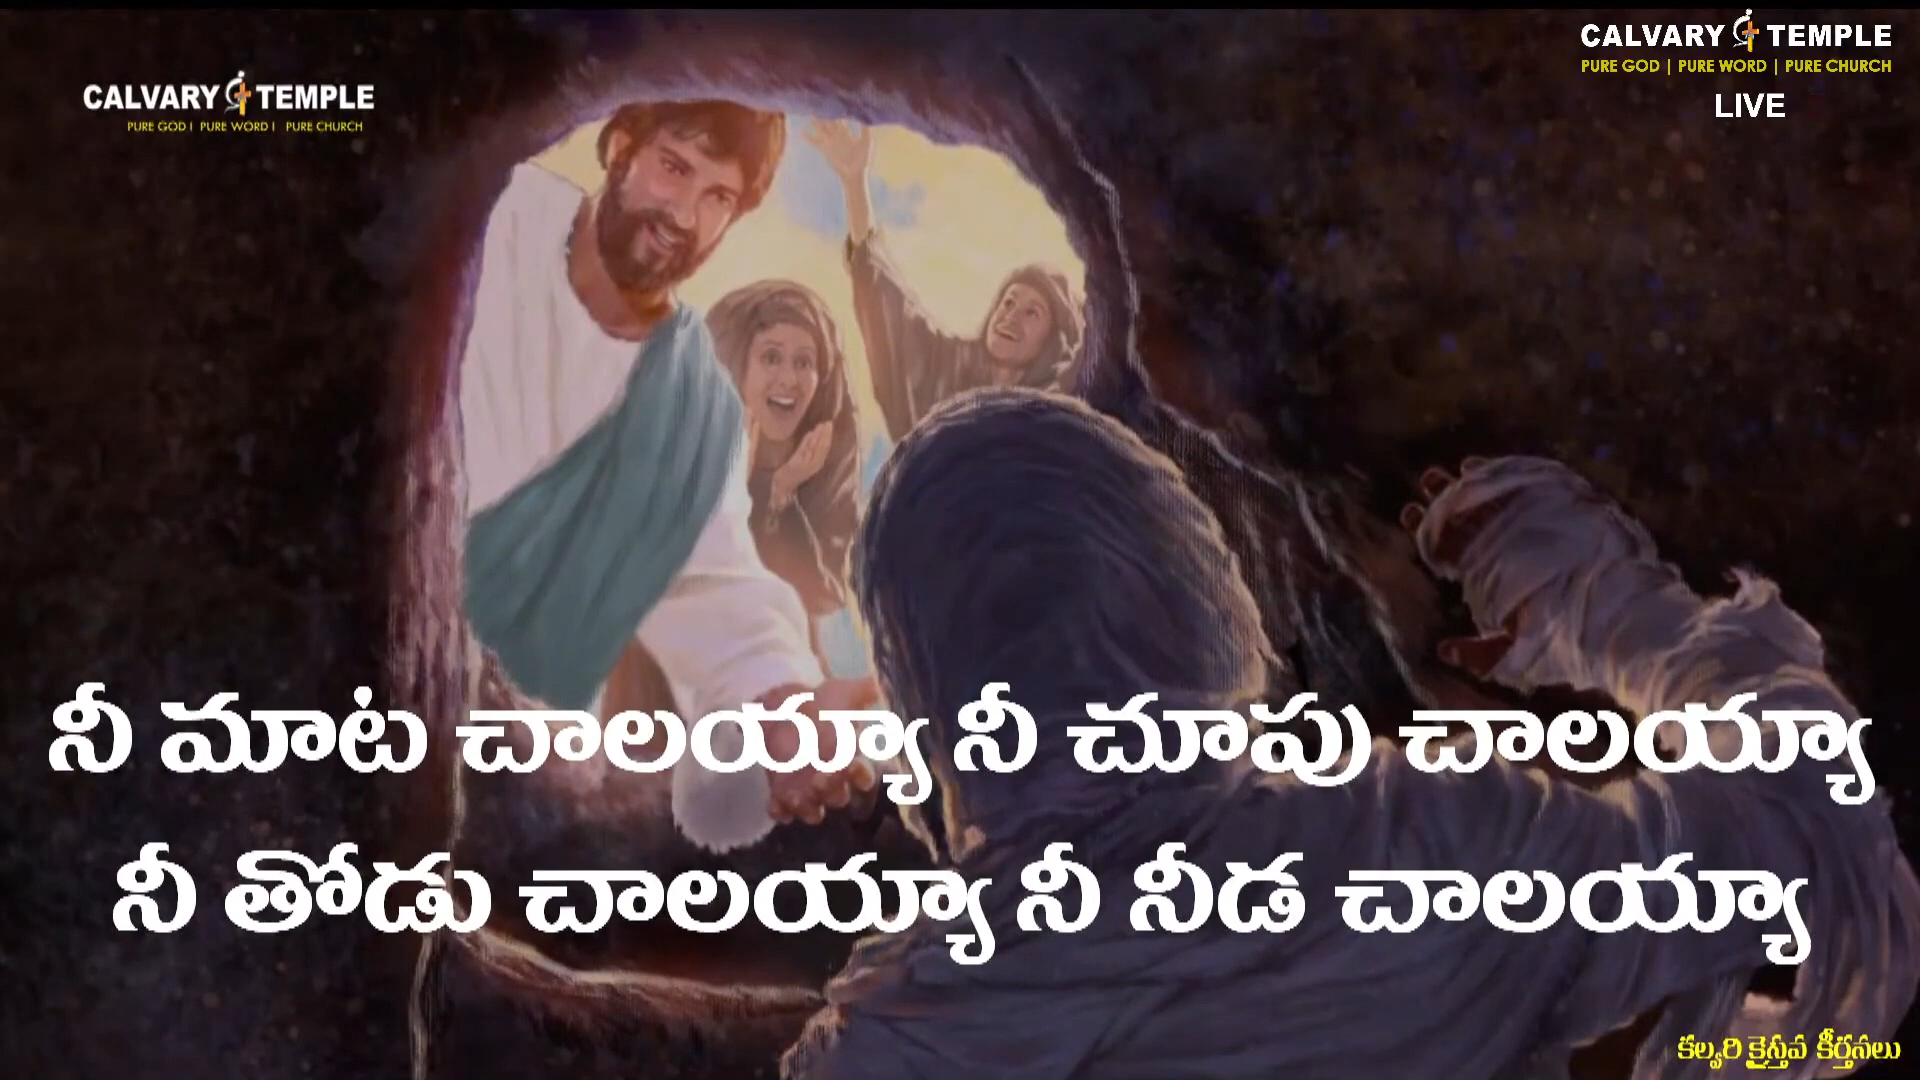 CALVARY TEMPLE
PURE GOD | PURE WORD | PURE CHURCH
CALVARY TEMPLE
PURE GOD | PURE WORD | PURE CHURCH
LIVE
నీ మాట చాలయ్యా నీ చూపు చాలయ్యా
నీ తోడు చాలయ్యా నీ నీడ చాలయ్యా
కల్వరి క్రైస్తవ కీర్తనలు